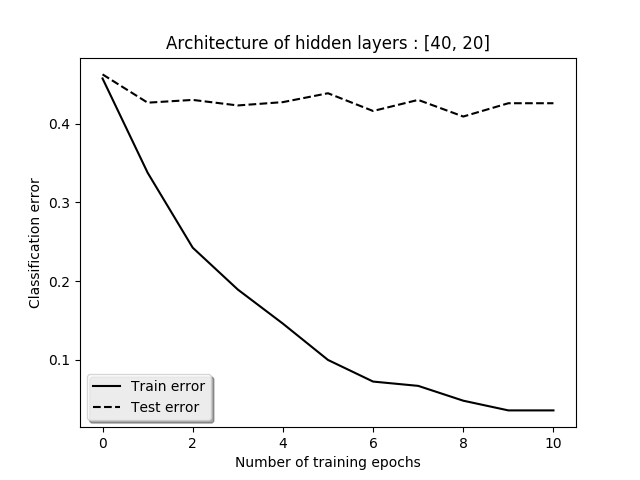 Architecture of hidden layers : [40, 20]
Classification error
0.4
0.3
0.2
0.1
Train error
Test error
0 2 4 6 8 10
Number of training epochs